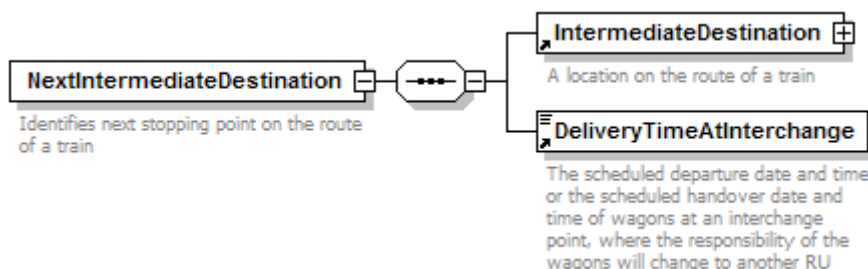 IntermediateDestination
A location on the route of a train
NextIntermediateDestination
Identifies next stopping point on the route
of a train
DeliveryTimeAtInterchange
The scheduled departure date and time
or the scheduled handover date and
time of wagons at an interchange
point, where the responsibility of the
wagons will change to another RU